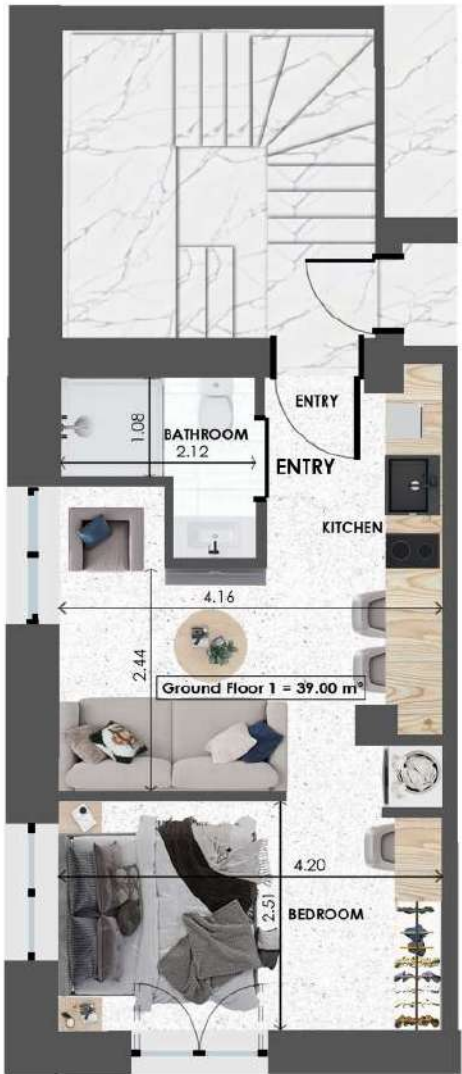 ENTRY
1.08
BATHROOM
2.12
ENTRY
KITCHEN
4.16
2.44
Ground Floor 1 = 39.00 m²
4.20
2.51
BEDROOM